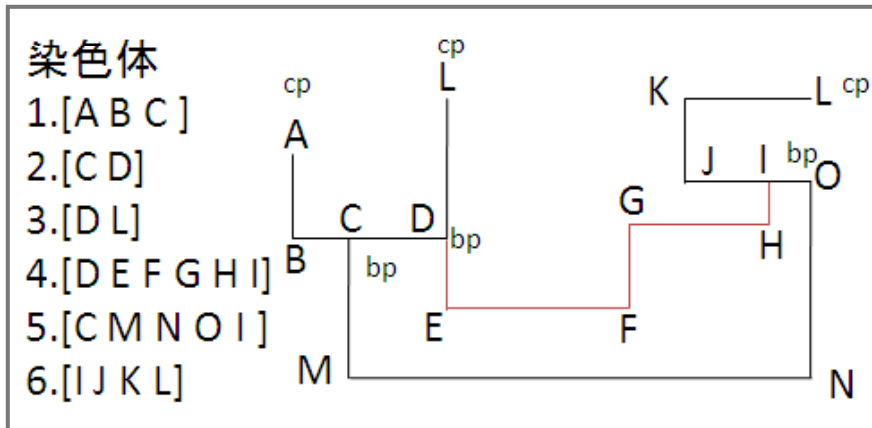 染色体
1.[A B C ]
2.[C D]
3.[D L]
4.[D E F G H I]
5.[C M N O I ]
6.[I J K L]
cp
L
cp
A
K
L cp
J I bp
O
G
C D
B
bp
bp
H
E
F
M
N